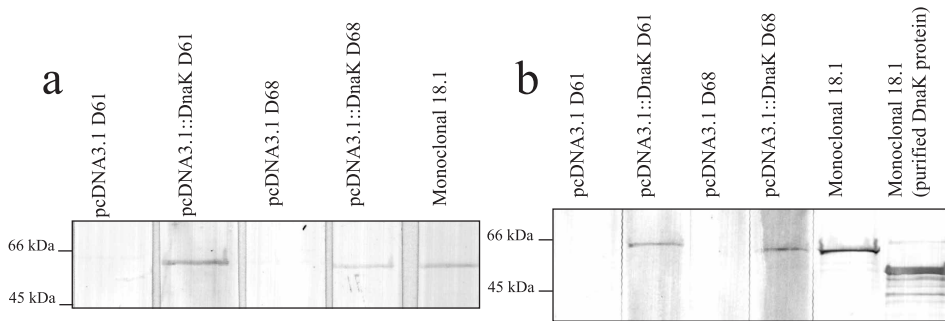 a
pcDNA3.1 D61
pcDNA3.1::DnaK D61
pcDNA3.1 D68
pcDNA3.1::DnaK D68
Monoclonal 18.1
66 kDa
45 kDa
b
pcDNA3.1 D61
pcDNA3.1::DnaK D61
pcDNA3.1 D68
pcDNA3.1::DnaK D68
Monoclonal 18.1
Monoclonal 18.1
(purified DnaK protein)
66 kDa
45 kDa